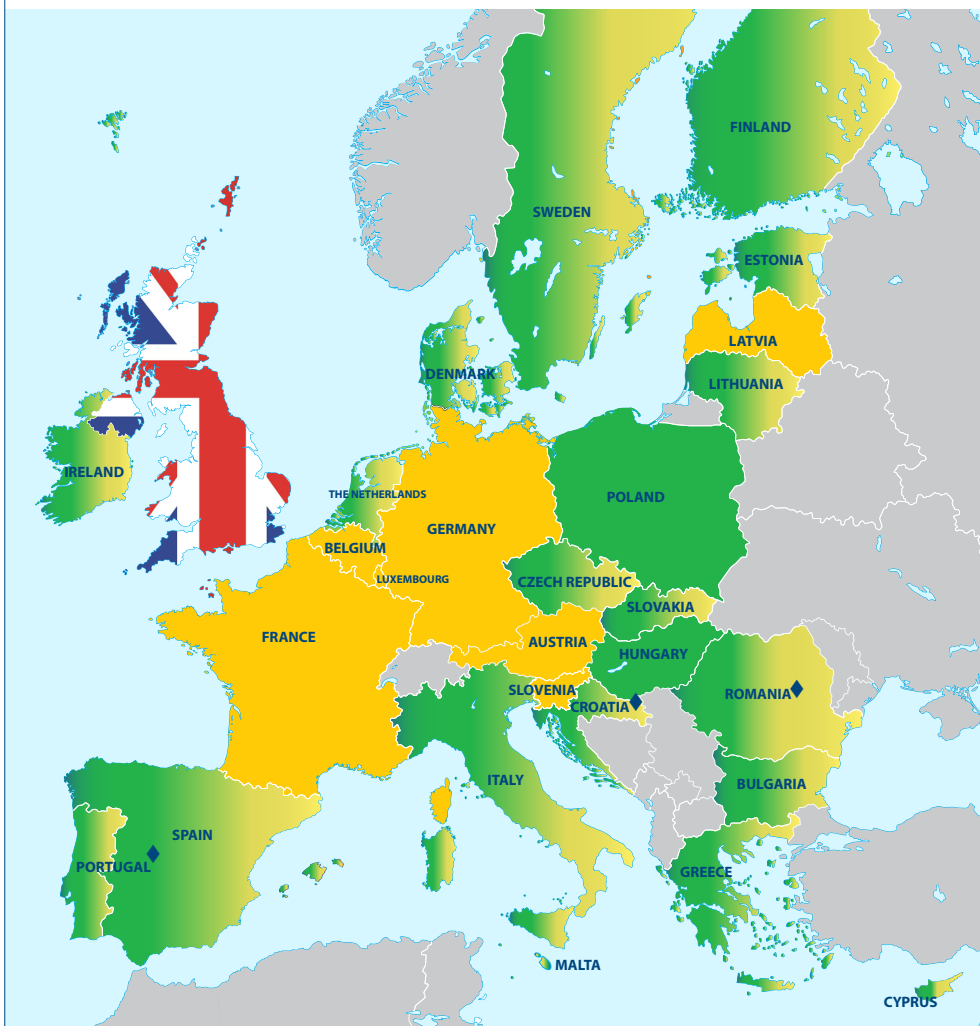 FINLAND
SWEDEN
ESTONIA
LATVIA
DENMARK
LITHUANIA
IRELAND
THE NETHERLANDS
POLAND
GERMANY
BELGIUM
LUXEMBOURG
CZECH REPUBLIC
SLOVAKIA
FRANCE
AUSTRIA
HUNGARY
SLOVENIA
ROMANIA
CROATIA
ITALY
BULGARIA
SPAIN
PORTUGAL
GREECE
MALTA
CYPRUS